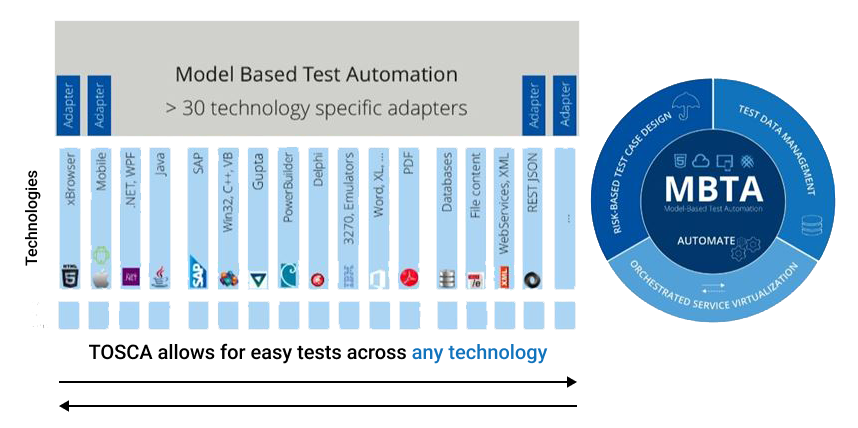 Model Based Test Automation
> 30 technology specific adapters
Adapter
Adapter
Adapter
Adapter
Technologies
xBrowser
Mobile
.NET, WPF
Java
SAP
Win32, C++, VB
Gupta
PowerBuilder
Delphi
3270, Emulators
Word, XL, ...
PDF
Databases
File content
WebServices, XML
REST JSON
...
.NET
SAP
IBM
XML
TOSCA allows for easy tests across any technology
RISK-BASED TEST CASE DESIGN
TEST DATA MANAGEMENT
MBTA
Model-Based Test Automation
AUTOMATE
ORCHESTRATED SERVICE VIRTUALIZATION